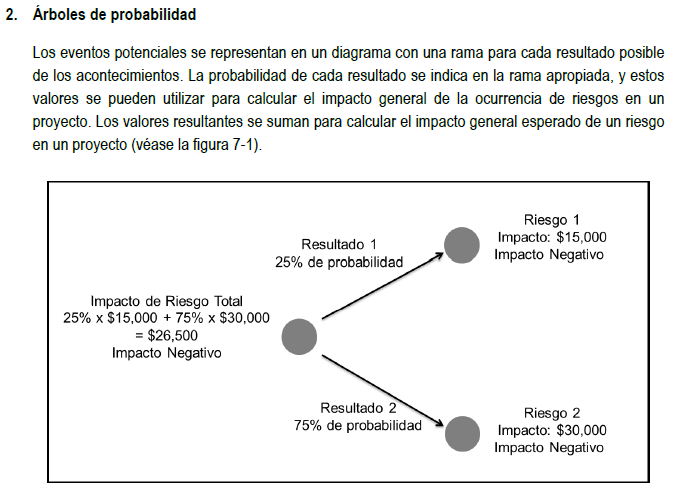 2. Árboles de probabilidad
Los eventos potenciales se representan en un diagrama con una rama para cada resultado posible
de los acontecimientos. La probabilidad de cada resultado se indica en la rama apropiada, y estos
valores se pueden utilizar para calcular el impacto general de la ocurrencia de riesgos en un
proyecto. Los valores resultantes se suman para calcular el impacto general esperado de un riesgo
en un proyecto (véase la figura 7-1).
Riesgo 1
Impacto: $15,000
Impacto Negativo
Resultado 1
25% de probabilidad
Impacto de Riesgo Total
25% x $15,000 + 75% x $30,000
= $26,500
Impacto Negativo
Resultado 2
75% de probabilidad
Riesgo 2
Impacto: $30,000
Impacto Negativo